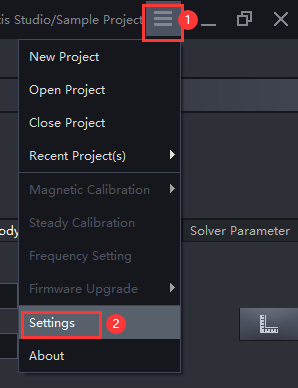 tis Studio/Sample Project
1
New Project
Open Project
Close Project
Recent Project(s)
Magnetic Calibration
Steady Calibration
ody
Solver Parameter
Frequency Setting
Firmware Upgrade
Settings
2
About